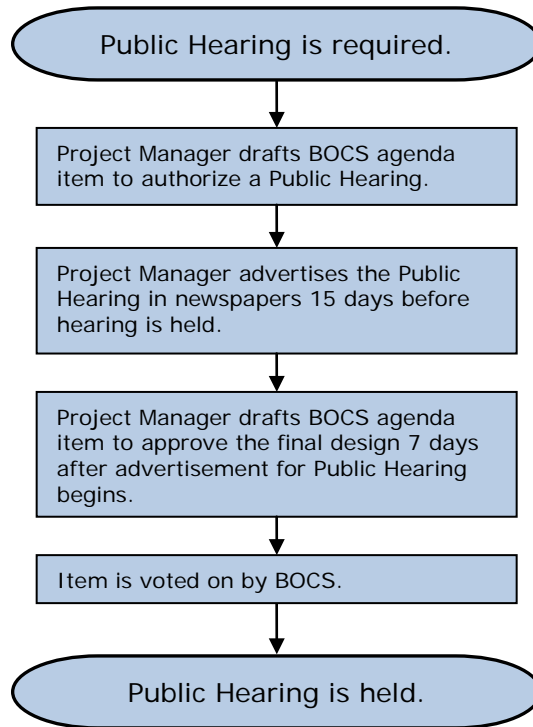 Public Hearing is required.
Project Manager drafts BOCS agenda
item to authorize a Public Hearing.
Project Manager advertises the Public
Hearing in newspapers 15 days before
hearing is held.
Project Manager drafts BOCS agenda
item to approve the final design 7 days
after advertisement for Public Hearing
begins.
Item is voted on by BOCS.
Public Hearing is held.